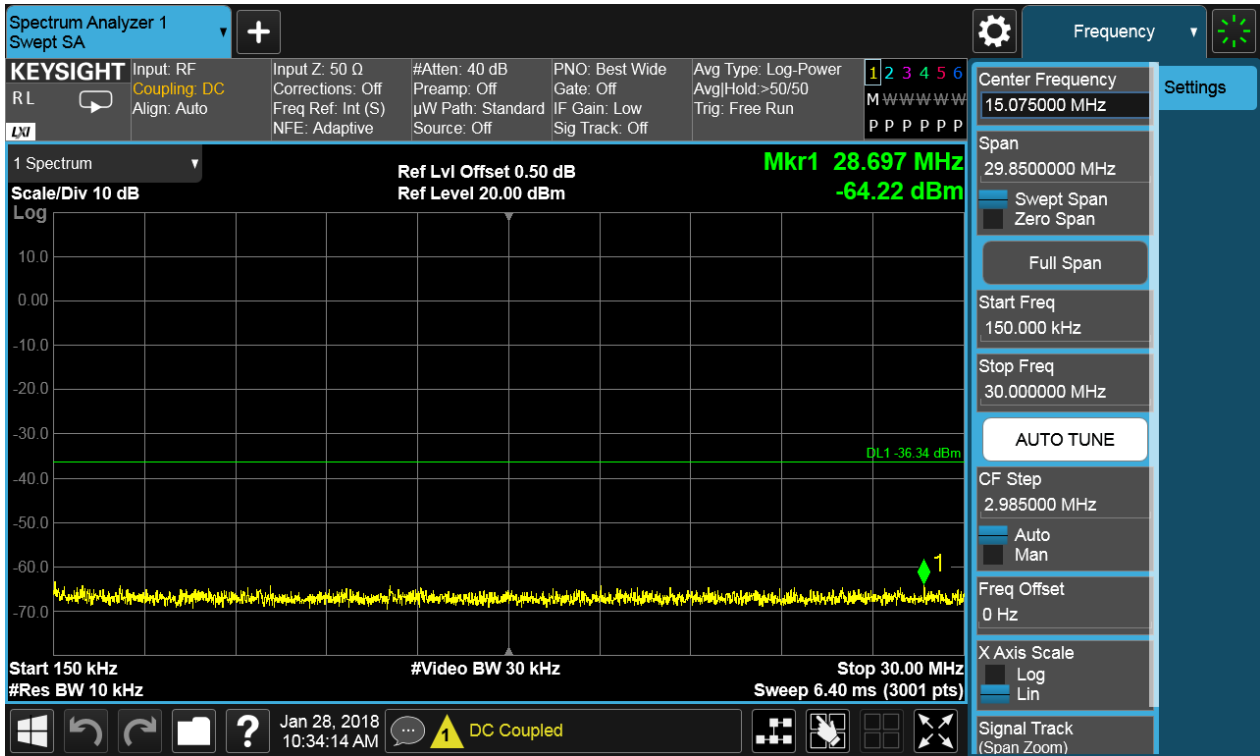 Spectrum Analyzer 1
Swept SA
+
Frequency
KEYSIGHT
RL
LXI
Input: RF
Coupling: DC
Align: Auto
Input Z: 50 Ω
Corrections: Off
Freq Ref: Int (S)
NFE: Adaptive
#Atten: 40 dB
Preamp: Off
µW Path: Standard
Source: Off
PNO: Best Wide
Gate: Off
IF Gain: Low
Sig Track: Off
Avg Type: Log-Power
Avg|Hold:>50/50
Trig: Free Run
1 2 3 4 5 6
M W W W W W
P P P P P P
1 Spectrum
Scale/Div 10 dB
Ref Lvl Offset 0.50 dB
Ref Level 20.00 dBm
Mkr1 28.697 MHz
-64.22 dBm
Log
10.0
0.00
-10.0
-20.0
-30.0
DL1 -36.34 dBm
-40.0
-50.0
-60.0
1
-70.0
Start 150 kHz
#Video BW 30 kHz
Stop 30.00 MHz
#Res BW 10 kHz
Sweep 6.40 ms (3001 pts)
Center Frequency
15.075000 MHz
Settings
Span
29.8500000 MHz
Swept Span
Zero Span
Full Span
Start Freq
150.000 kHz
Stop Freq
30.000000 MHz
AUTO TUNE
CF Step
2.985000 MHz
Auto
Man
Freq Offset
0 Hz
X Axis Scale
Log
Lin
Signal Track
(Span Zoom)
?
Jan 28, 2018
10:34:14 AM
1
DC Coupled